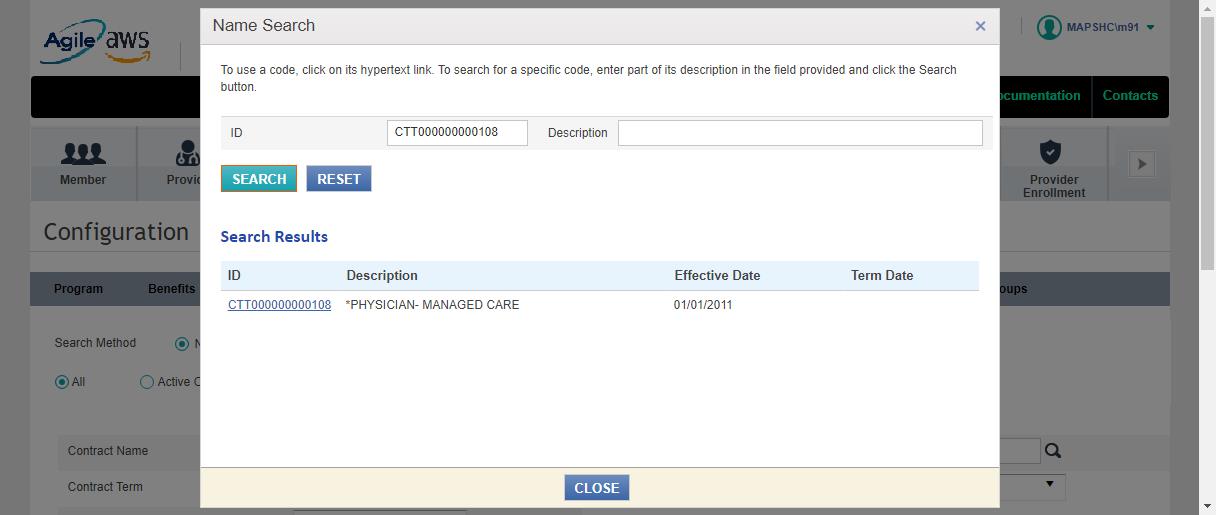 Name Search
×
Agile aws
MAPSHC\m91
To use a code, click on its hypertext link. To search for a specific code, enter part of its description in the field provided and click the Search
button.
Contacts
ID CTT000000000108 Description
Member
Provider
Enrollment
SEARCH RESET
Configuration
Search Results
ID Description Effective Date Term Date
Program Benefits
CTT000000000108 *PHYSICIAN- MANAGED CARE 01/01/2011
Search Method
All Active
Contract Name
Contract Term
CLOSE